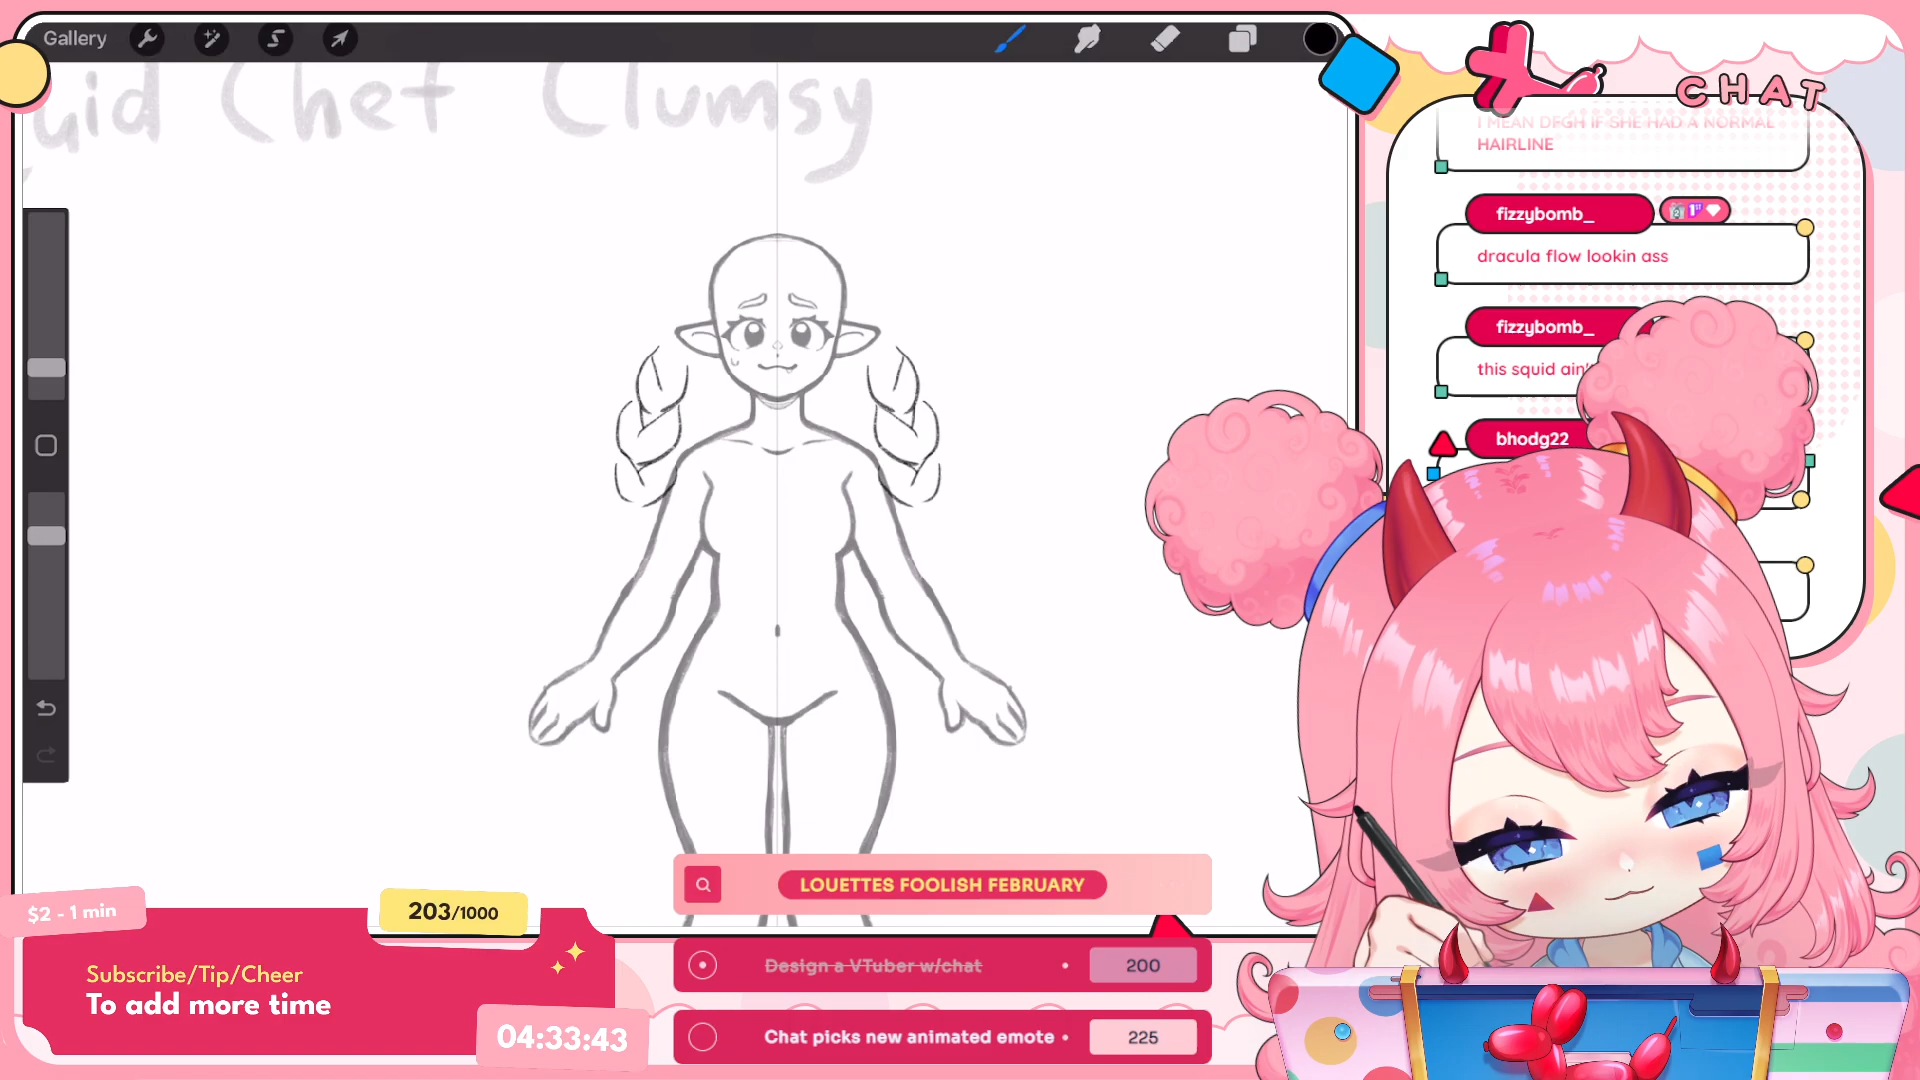 Gallery
uid Chef Clumsy
CHAT
I MEAN DFGH IF SHE HAD A NORMAL
HAIRLINE
fizzybomb_
dracula flow lookin ass
fizzybomb_
this squid ain'
bhodg22
LOUETTES FOOLISH FEBRUARY
$2 - 1 min
203/1000
Subscribe/Tip/Cheer
To add more time
04:33:43
Design a VTuber w/chat • 200
Chat picks new animated emote • 225